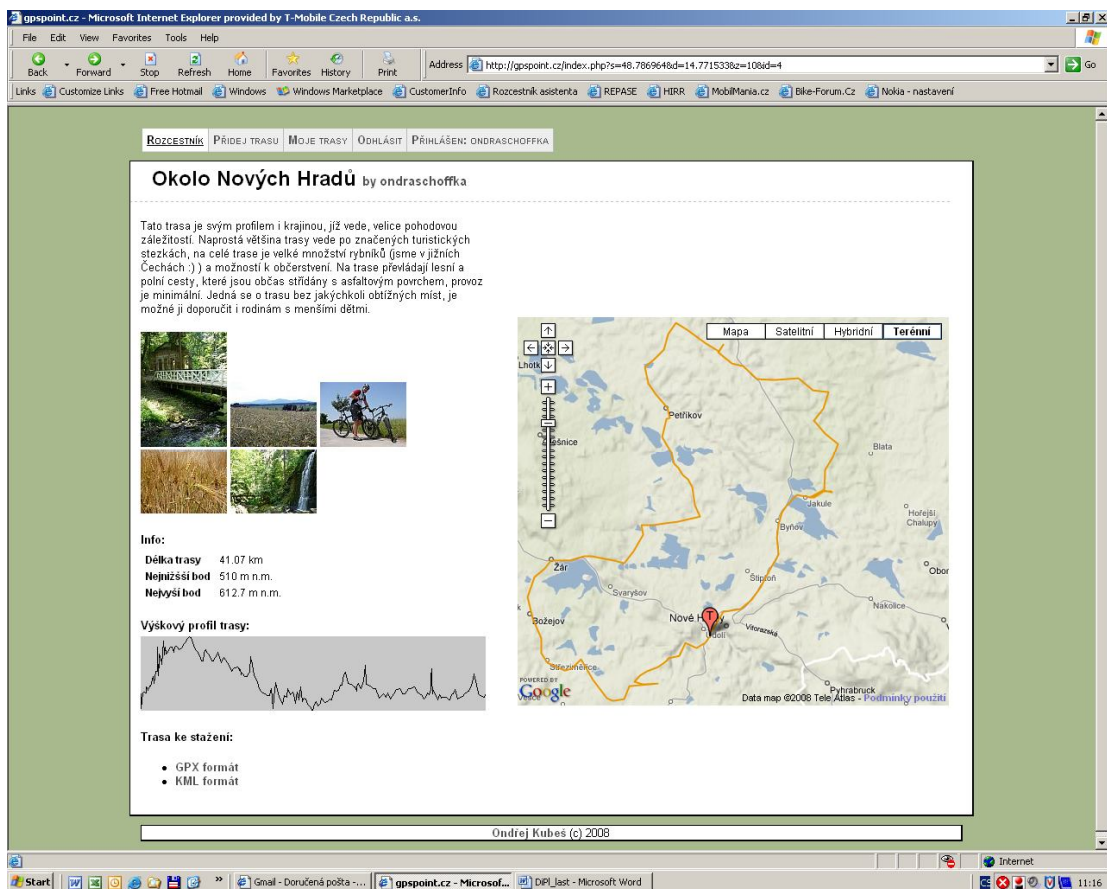 gpspoint.cz - Microsoft Internet Explorer provided by T-Mobile Czech Republic a.s.
File Edit View Favorites Tools Help
Back Forward Stop Refresh Home Favorites History Print Address http://gpspoint.cz/index.php?s=48.786964&d=14.771533&z=10&id=4 Go
Links Customize Links Free Hotmail Windows Windows Marketplace CustomerInfo Rozcestník asistenta REPASE HIRR MobilMania.cz Bike-Forum.Cz Nokia - nastavení
Rozcestník Přidej trasu Moje trasy Odhlásit Přihlášen: ondraschoffka
Okolo Nových Hradů by ondraschoffka
Tato trasa je svým profilem i krajinou, jíž vede, velice pohodovou
záležitostí. Naprostá většina trasy vede po značených turistických
stezkách, na celé trase je velké množství rybníků (jsme v jižních
Čechách :) ) a možností k občerstvení. Na trase převládají lesní a
polní cesty, které jsou občas střídány s asfaltovým povrchem, provoz
je minimální. Jedná se o trasu bez jakýchkoli obtížných míst, je
možné ji doporučit i rodinám s menšími dětmi.
Mapa Satelitní Hybridní Terénní
Lhotk
Petříkov
Blata
Jakule
Hořejší
Chalupy
Byňov
Žár
Štiptoň
Obor
Svaryšov
Nakolice
Božejov
Nové H dy
Vitorazská
Údolí
Střeziměřice
Pyhrabruck
POWERED BY
Google
Data map ©2008 Tele Atlas - Podmínky použití
Info:
Délka trasy 41.07 km
Nejnižšší bod 510 m n.m.
Nejvyší bod 612.7 m n.m.
Výškový profil trasy:
Trasa ke stažení:
GPX formát
KML formát
Ondřej Kubeš (c) 2008
Internet
Start Gmail - Doručená pošta -... gpspoint.cz - Microsof... DiPl_last - Microsoft Word 11:16